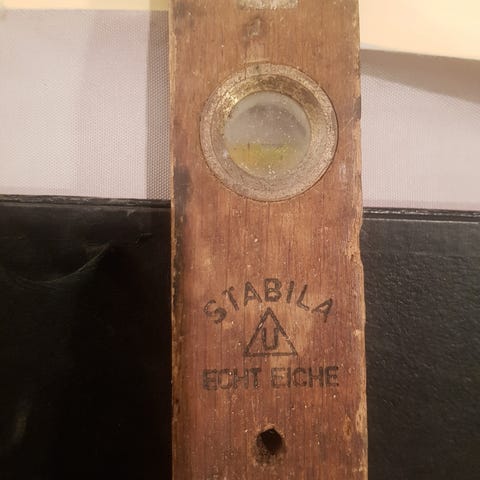 STABILA
U
ECHT EICHE